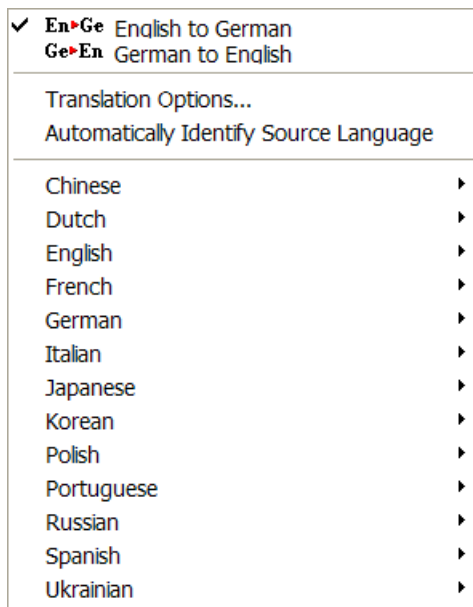 En▸Ge English to German
Ge▸En German to English
Translation Options...
Automatically Identify Source Language
Chinese
Dutch
English
French
German
Italian
Japanese
Korean
Polish
Portuguese
Russian
Spanish
Ukrainian